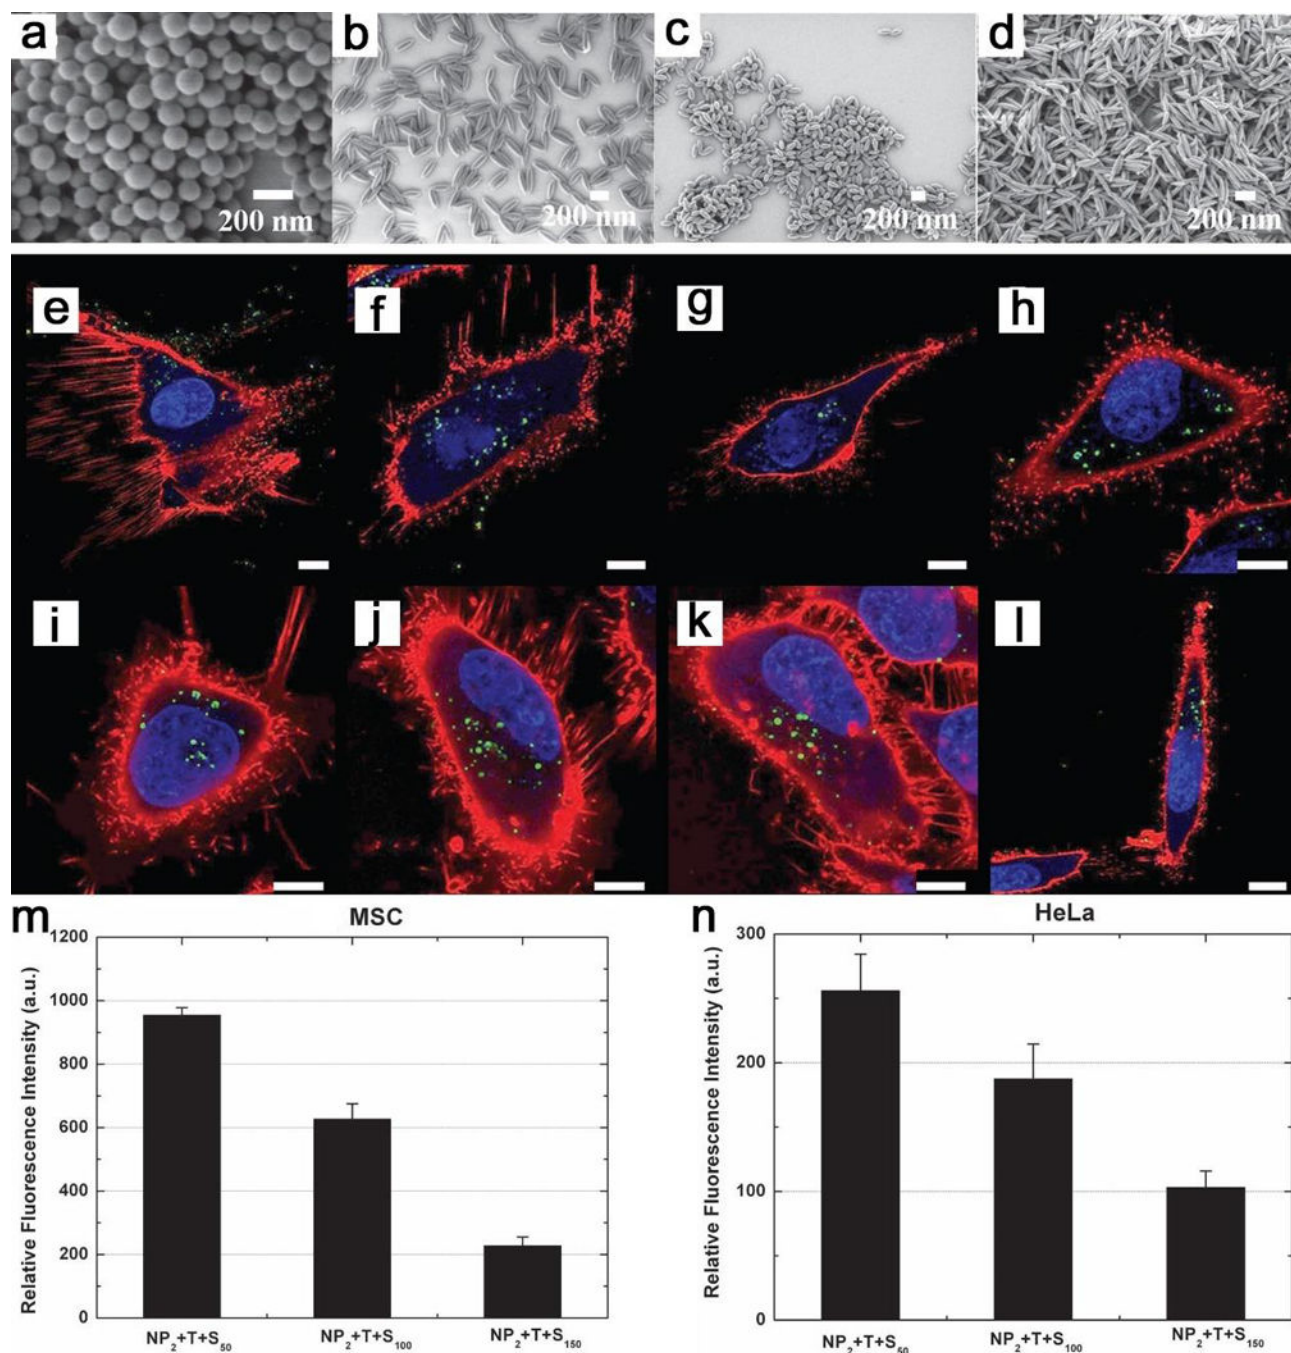 a b c d
200 nm 200 nm 200 nm 200 nm
e f g h
i j k l
m MSC
1200
1000
800
600
400
200
0
Relative Fluorescence Intensity (a.u.)
NP₂+T+S₅₀ NP₂+T+S₁₀₀ NP₂+T+S₁₅₀
n HeLa
300
200
100
0
Relative Fluorescence Intensity (a.u.)
NP₂+T+S₅₀ NP₂+T+S₁₀₀ NP₂+T+S₁₅₀